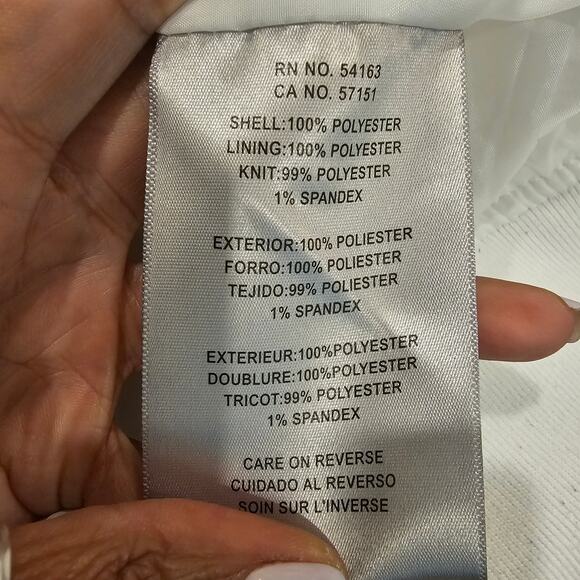 RN NO. 54163
CA NO. 57151
SHELL:100% POLYESTER
LINING:100% POLYESTER
KNIT:99% POLYESTER
1% SPANDEX
EXTERIOR:100% POLIESTER
FORRO:100% POLIESTER
TEJIDO:99% POLIESTER
1% SPANDEX
EXTERIEUR:100%POLYESTER
DOUBLURE:100%POLYESTER
TRICOT:99% POLYESTER
1% SPANDEX
CARE ON REVERSE
CUIDADO AL REVERSO
SOIN SUR L'INVERSE